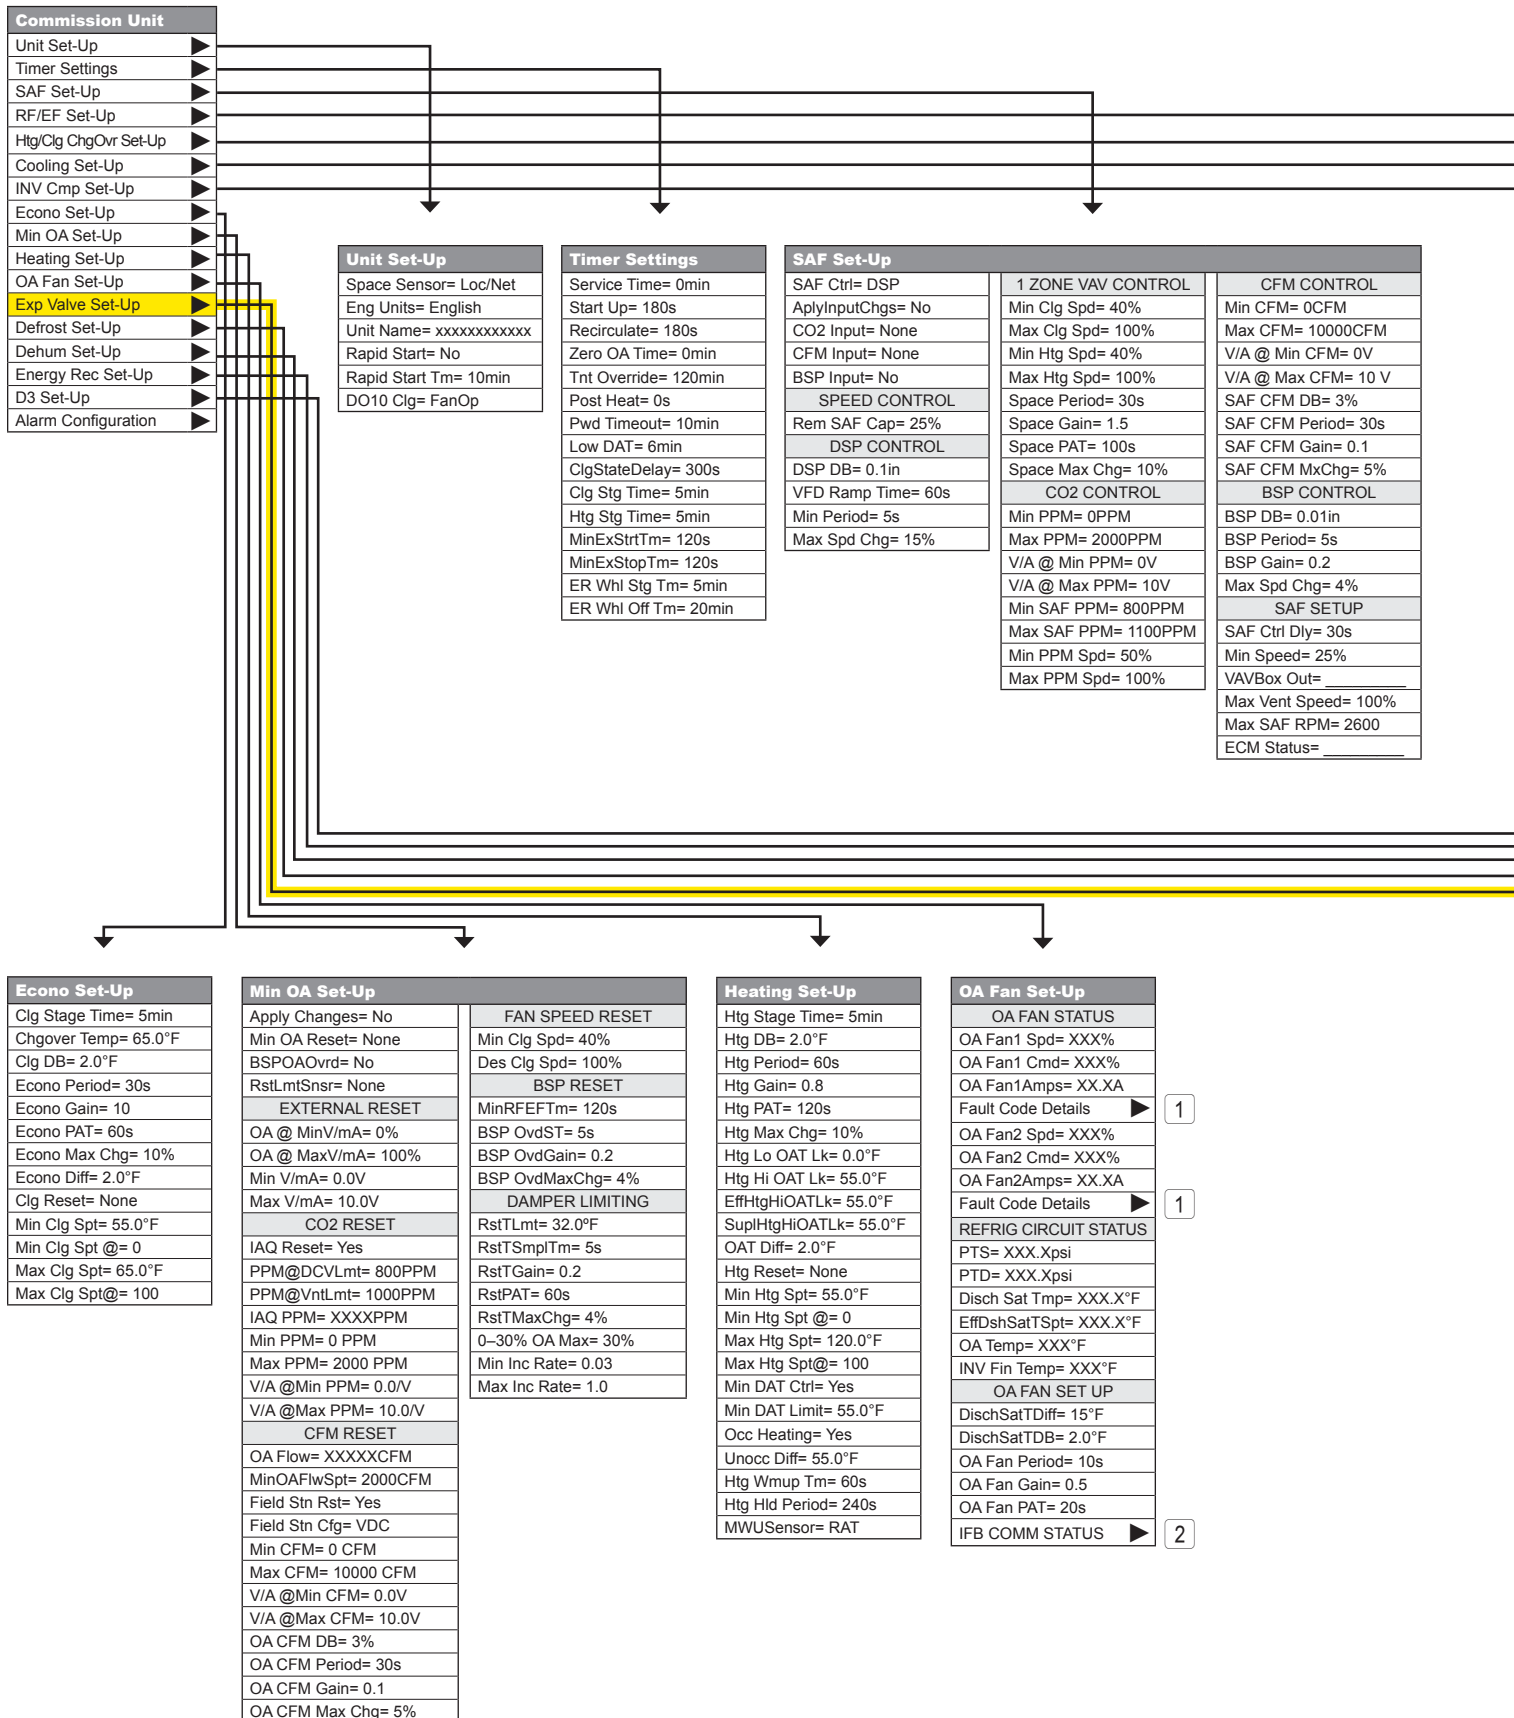 Commission Unit
Unit Set-Up
Timer Settings
SAF Set-Up
RF/EF Set-Up
Htg/Clg ChgOvr Set-Up
Cooling Set-Up
INV Cmp Set-Up
Econo Set-Up
Min OA Set-Up
Heating Set-Up
OA Fan Set-Up
Exp Valve Set-Up
Defrost Set-Up
Dehum Set-Up
Energy Rec Set-Up
D3 Set-Up
Alarm Configuration
Unit Set-Up
Space Sensor= Loc/Net
Eng Units= English
Unit Name= xxxxxxxxxxxx
Rapid Start= No
Rapid Start Tm= 10min
DO10 Clg= FanOp
Timer Settings
Service Time= 0min
Start Up= 180s
Recirculate= 180s
Zero OA Time= 0min
Tnt Override= 120min
Post Heat= 0s
Pwd Timeout= 10min
Low DAT= 6min
ClgStateDelay= 300s
Clg Stg Time= 5min
Htg Stg Time= 5min
MinExStrtTm= 120s
MinExStopTm= 120s
ER Whl Stg Tm= 5min
ER Whl Off Tm= 20min
SAF Set-Up
SAF Ctrl= DSP
AplyInputChgs= No
CO2 Input= None
CFM Input= None
BSP Input= No
SPEED CONTROL
Rem SAF Cap= 25%
DSP CONTROL
DSP DB= 0.1in
VFD Ramp Time= 60s
Min Period= 5s
Max Spd Chg= 15%
1 ZONE VAV CONTROL
Min Clg Spd= 40%
Max Clg Spd= 100%
Min Htg Spd= 40%
Max Htg Spd= 100%
Space Period= 30s
Space Gain= 1.5
Space PAT= 100s
Space Max Chg= 10%
CO2 CONTROL
Min PPM= 0PPM
Max PPM= 2000PPM
V/A @ Min PPM= 0V
V/A @ Max PPM= 10V
Min SAF PPM= 800PPM
Max SAF PPM= 1100PPM
Min PPM Spd= 50%
Max PPM Spd= 100%
CFM CONTROL
Min CFM= 0CFM
Max CFM= 10000CFM
V/A @ Min CFM= 0V
V/A @ Max CFM= 10 V
SAF CFM DB= 3%
SAF CFM Period= 30s
SAF CFM Gain= 0.1
SAF CFM MxChg= 5%
BSP CONTROL
BSP DB= 0.01in
BSP Period= 5s
BSP Gain= 0.2
Max Spd Chg= 4%
SAF SETUP
SAF Ctrl Dly= 30s
Min Speed= 25%
VAVBox Out= __________
Max Vent Speed= 100%
Max SAF RPM= 2600
ECM Status= __________
Econo Set-Up
Clg Stage Time= 5min
Chgover Temp= 65.0°F
Clg DB= 2.0°F
Econo Period= 30s
Econo Gain= 10
Econo PAT= 60s
Econo Max Chg= 10%
Econo Diff= 2.0°F
Clg Reset= None
Min Clg Spt= 55.0°F
Min Clg Spt @= 0
Max Clg Spt= 65.0°F
Max Clg Spt@= 100
Min OA Set-Up
Apply Changes= No
Min OA Reset= None
BSPOAOvrd= No
RstLmtSnsr= None
EXTERNAL RESET
OA @ MinV/mA= 0%
OA @ MaxV/mA= 100%
Min V/mA= 0.0V
Max V/mA= 10.0V
CO2 RESET
IAQ Reset= Yes
PPM@DCVLmt= 800PPM
PPM@VntLmt= 1000PPM
IAQ PPM= XXXXPPM
Min PPM= 0 PPM
Max PPM= 2000 PPM
V/A @Min PPM= 0.0/V
V/A @Max PPM= 10.0/V
CFM RESET
OA Flow= XXXXXCFM
MinOAFlwSpt= 2000CFM
Field Stn Rst= Yes
Field Stn Cfg= VDC
Min CFM= 0 CFM
Max CFM= 10000 CFM
V/A @Min CFM= 0.0V
V/A @Max CFM= 10.0V
OA CFM DB= 3%
OA CFM Period= 30s
OA CFM Gain= 0.1
OA CFM Max Chg= 5%
FAN SPEED RESET
Min Clg Spd= 40%
Des Clg Spd= 100%
BSP RESET
MinRFEFTm= 120s
BSP OvdST= 5s
BSP OvdGain= 0.2
BSP OvdMaxChg= 4%
DAMPER LIMITING
RstTLmt= 32.0ºF
RstTSmplTm= 5s
RstTGain= 0.2
RstPAT= 60s
RstTMaxChg= 4%
0–30% OA Max= 30%
Min Inc Rate= 0.03
Max Inc Rate= 1.0
Heating Set-Up
Htg Stage Time= 5min
Htg DB= 2.0°F
Htg Period= 60s
Htg Gain= 0.8
Htg PAT= 120s
Htg Max Chg= 10%
Htg Lo OAT Lk= 0.0°F
Htg Hi OAT Lk= 55.0°F
EffHtgHiOATLk= 55.0°F
SuplHtgHiOATLk= 55.0°F
OAT Diff= 2.0°F
Htg Reset= None
Min Htg Spt= 55.0°F
Min Htg Spt @= 0
Max Htg Spt= 120.0°F
Max Htg Spt@= 100
Min DAT Ctrl= Yes
Min DAT Limit= 55.0°F
Occ Heating= Yes
Unocc Diff= 55.0°F
Htg Wmup Tm= 60s
Htg Hld Period= 240s
MWUSensor= RAT
OA Fan Set-Up
OA FAN STATUS
OA Fan1 Spd= XXX%
OA Fan1 Cmd= XXX%
OA Fan1Amps= XX.XA
Fault Code Details 1
OA Fan2 Spd= XXX%
OA Fan2 Cmd= XXX%
OA Fan2Amps= XX.XA
Fault Code Details 1
REFRIG CIRCUIT STATUS
PTS= XXX.Xpsi
PTD= XXX.Xpsi
Disch Sat Tmp= XXX.X°F
EffDshSatTSpt= XXX.X°F
OA Temp= XXX°F
INV Fin Temp= XXX°F
OA FAN SET UP
DischSatTDiff= 15°F
DischSatTDB= 2.0°F
OA Fan Period= 10s
OA Fan Gain= 0.5
OA Fan PAT= 20s
IFB COMM STATUS 2